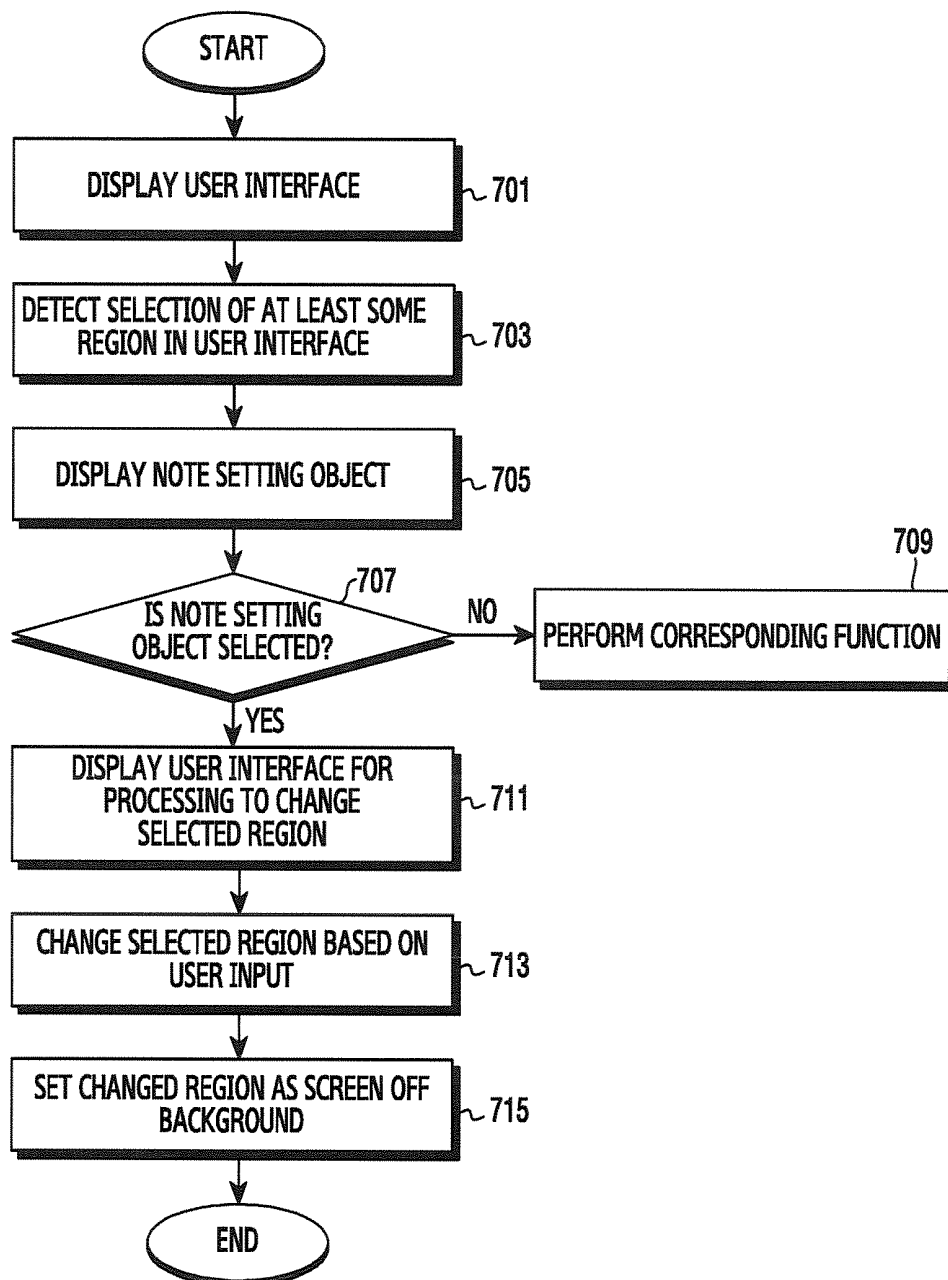 START
DISPLAY USER INTERFACE
701
DETECT SELECTION OF AT LEAST SOME
REGION IN USER INTERFACE
703
DISPLAY NOTE SETTING OBJECT
705
707
IS NOTE SETTING
OBJECT SELECTED?
NO
709
PERFORM CORRESPONDING FUNCTION
YES
DISPLAY USER INTERFACE FOR
PROCESSING TO CHANGE
SELECTED REGION
711
CHANGE SELECTED REGION BASED ON
USER INPUT
713
SET CHANGED REGION AS SCREEN OFF
BACKGROUND
715
END